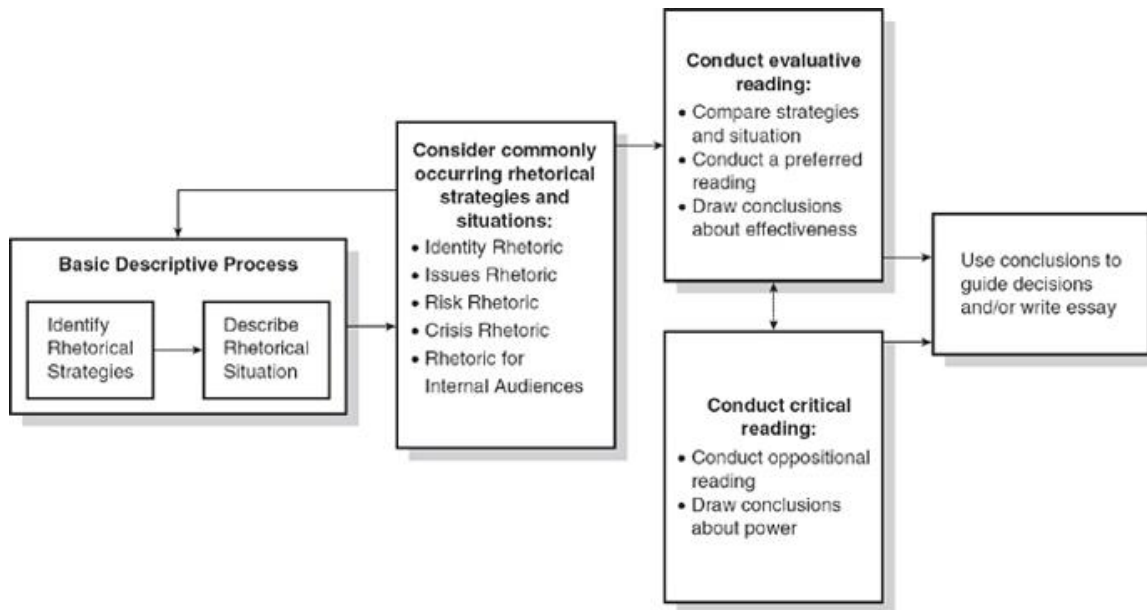 Basic Descriptive Process
Identify
Rhetorical
Strategies
Describe
Rhetorical
Situation
Consider commonly
occurring rhetorical
strategies and
situations:
• Identity Rhetoric
• Issues Rhetoric
• Risk Rhetoric
• Crisis Rhetoric
• Rhetoric for
Internal Audiences
Conduct evaluative
reading:
• Compare strategies
and situation
• Conduct a preferred
reading
• Draw conclusions
about effectiveness
Conduct critical
reading:
• Conduct oppositional
reading
• Draw conclusions
about power
Use conclusions to
guide decisions
and/or write essay